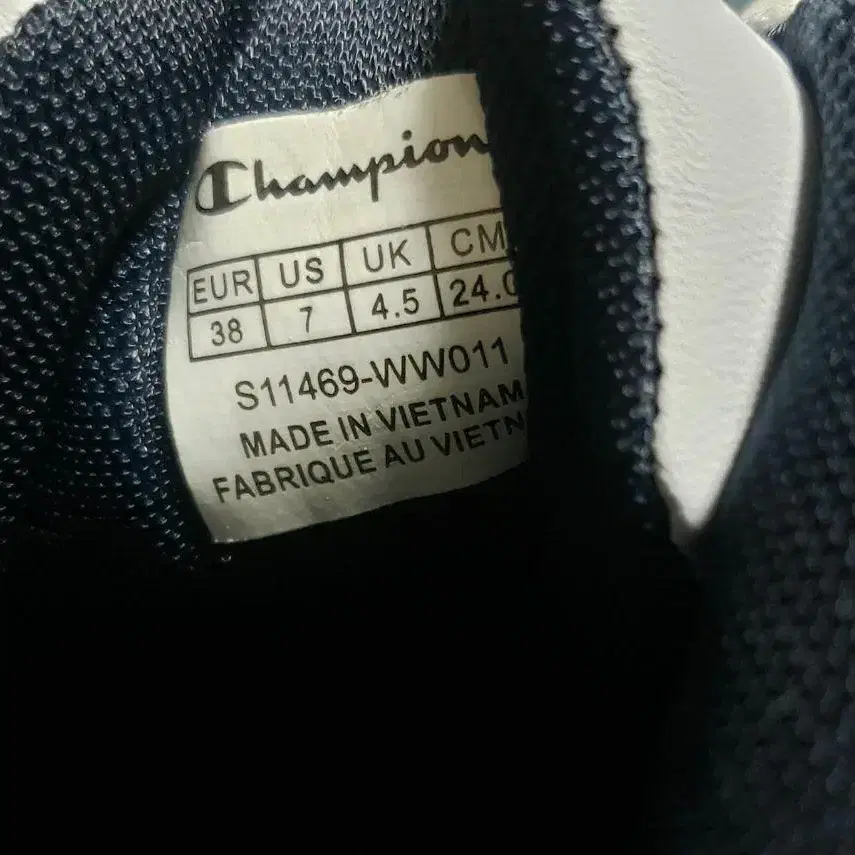 Champion
EUR US UK CM
38 7 4.5 24.0
S11469-WW011
MADE IN VIETNAM
FABRIQUE AU VIETN